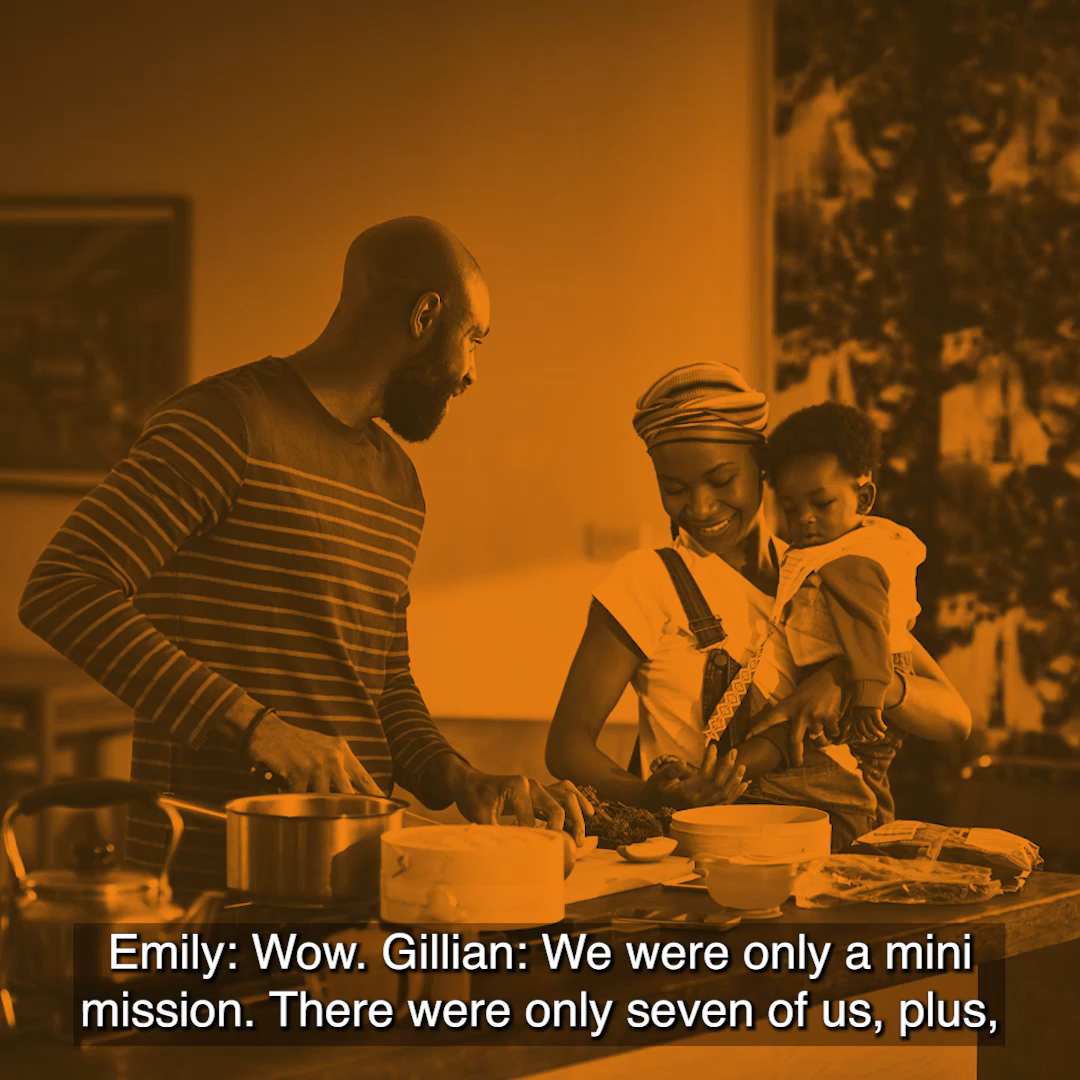 Emily: Wow. Gillian: We were only a mini
mission. There were only seven of us, plus,